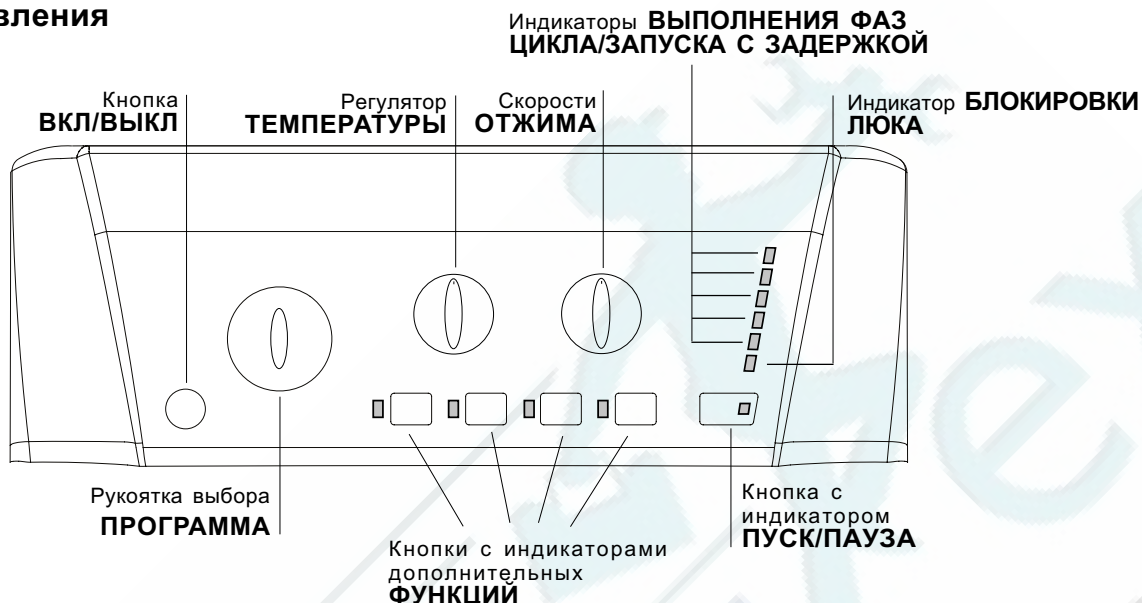 вления
Индикаторы ВЫПОЛНЕНИЯ ФАЗ
ЦИКЛА/ЗАПУСКА С ЗАДЕРЖКОЙ
Кнопка
ВКЛ/ВЫКЛ
Регулятор
ТЕМПЕРАТУРЫ
Скорости
ОТЖИМА
Индикатор БЛОКИРОВКИ
ЛЮКА
Рукоятка выбора
ПРОГРАММА
Кнопки с индикаторами
дополнительных
ФУНКЦИЙ
Кнопка с
индикатором
ПУСК/ПАУЗА